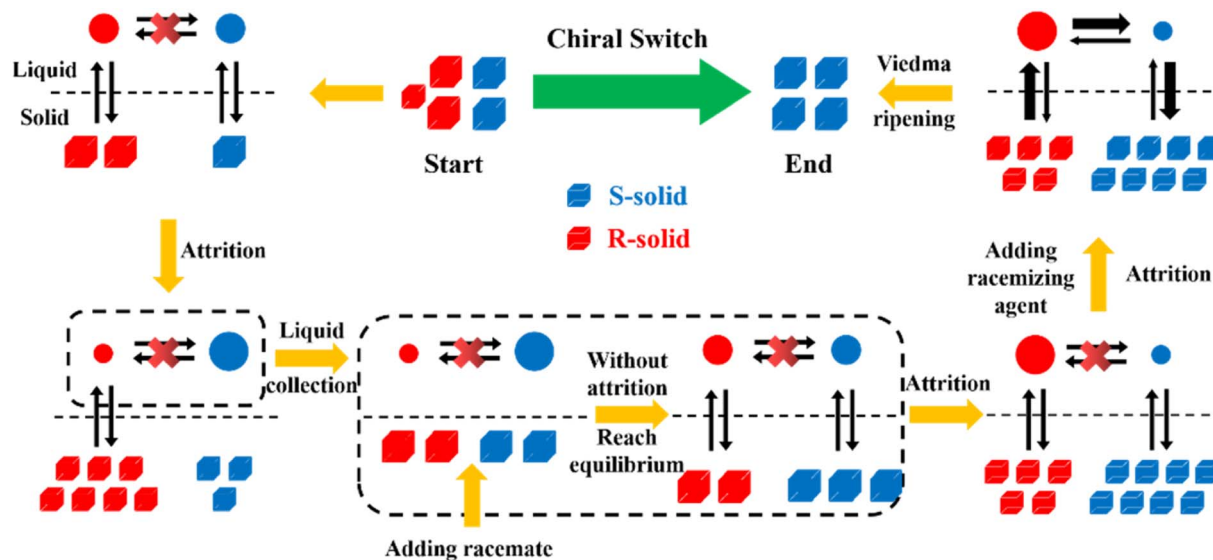 Liquid
Solid
Start
Chiral Switch
End
Viedma
ripening
S-solid
R-solid
Attrition
Adding
racemizing
agent
Attrition
Liquid
collection
Without
attrition
Reach
equilibrium
Attrition
Adding racemate